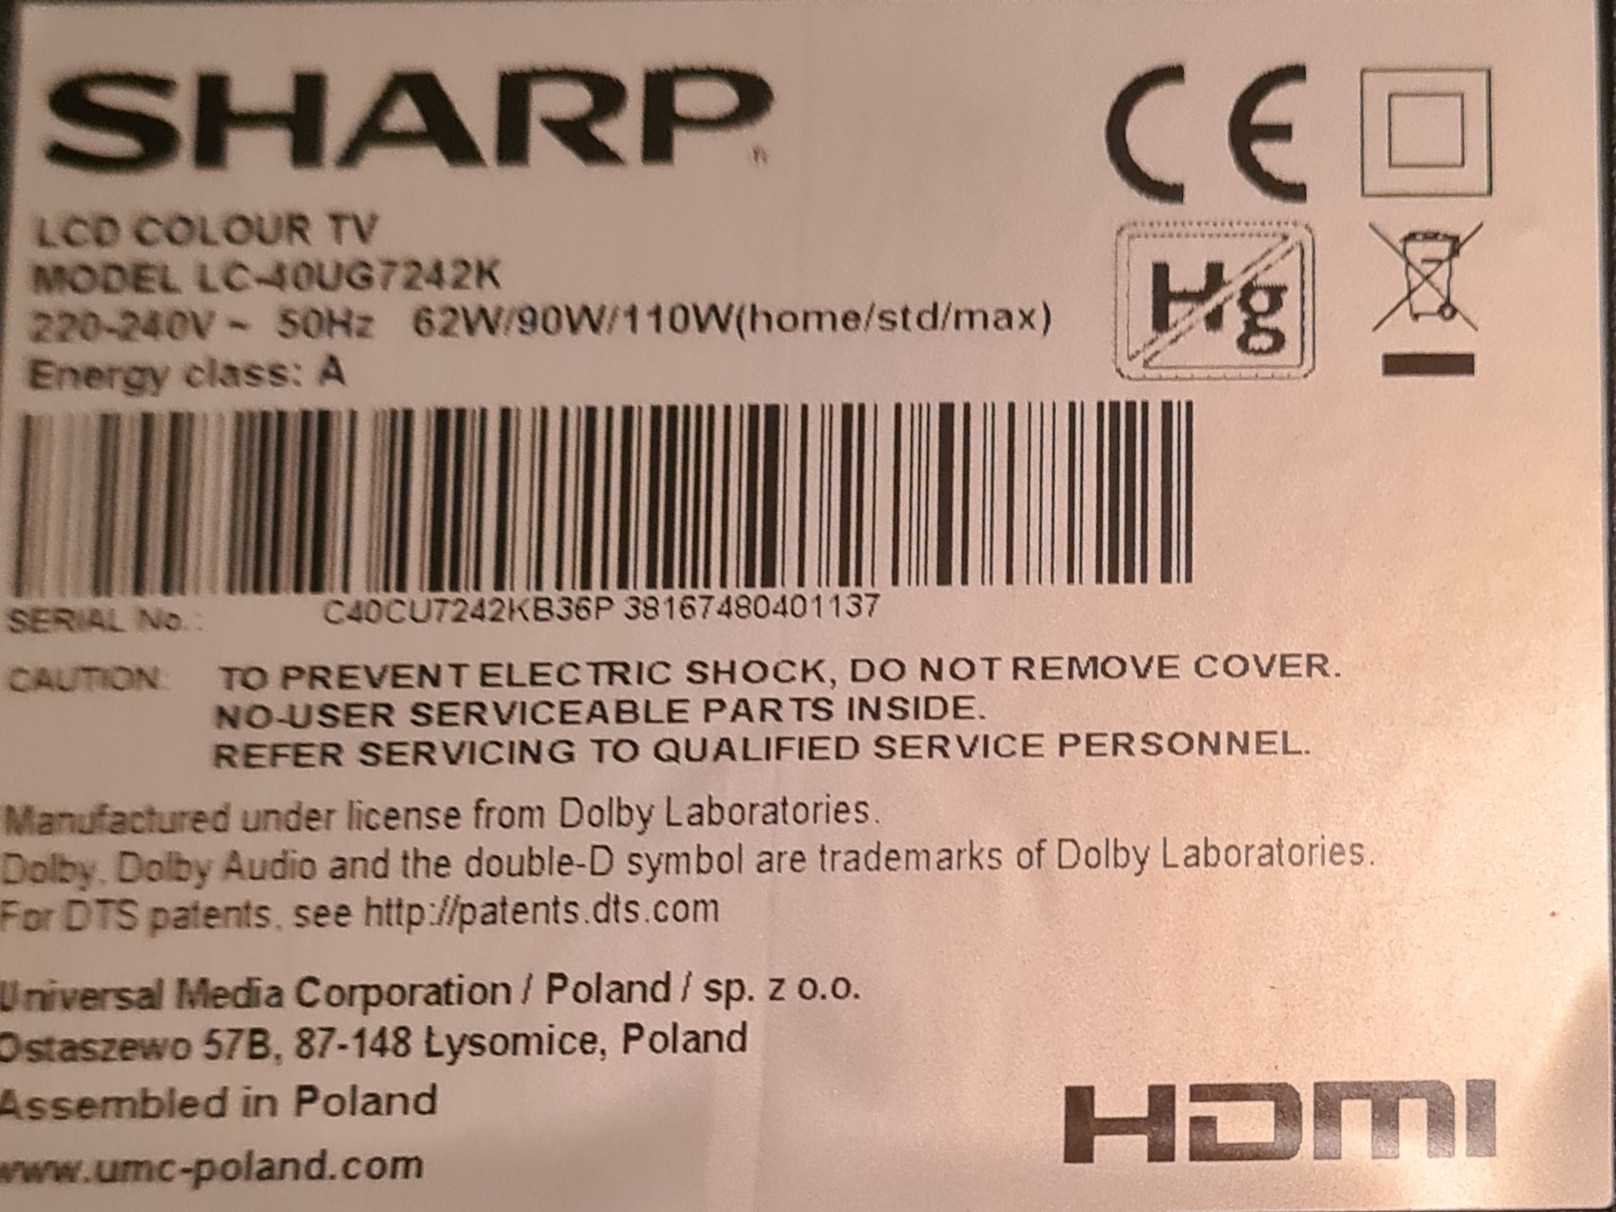 SHARP®
LCD COLOUR TV
MODEL LC-40UG7242K
220-240V ~ 50Hz 62W/90W/110W(home/std/max)
Energy class: A
CE
Hg
SERIAL No.: C40CU7242KB36P 38167480401137
CAUTION: TO PREVENT ELECTRIC SHOCK, DO NOT REMOVE COVER.
NO-USER SERVICEABLE PARTS INSIDE.
REFER SERVICING TO QUALIFIED SERVICE PERSONNEL.
Manufactured under license from Dolby Laboratories.
Dolby, Dolby Audio and the double-D symbol are trademarks of Dolby Laboratories.
For DTS patents, see http://patents.dts.com
Universal Media Corporation / Poland / sp. z o.o.
Ostaszewo 57B, 87-148 Łysomice, Poland
Assembled in Poland
www.umc-poland.com
HDMI